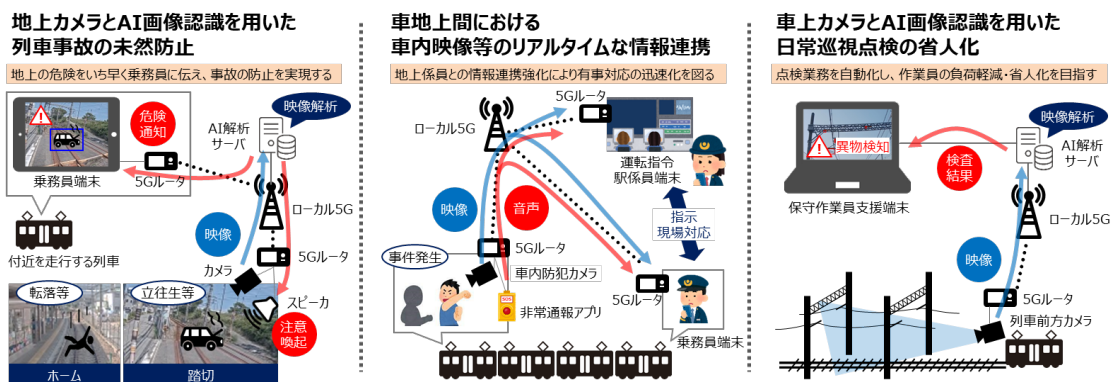 地上カメラとAI画像認識を用いた
列車事故の未然防止
地上の危険をいち早く乗務員に伝え、事故の防止を実現する
危険
通知
映像解析
AI解析
サーバ
5Gルータ
乗務員端末
ローカル5G
映像
付近を走行する列車
5Gルータ
カメラ
スピーカ
注意
喚起
転落等
立往生等
ホーム
踏切
車地上間における
車内映像等のリアルタイムな情報連携
地上係員との情報連携強化により有事対応の迅速化を図る
5Gルータ
ローカル5G
運転指令
駅係員端末
映像
音声
指示
現場対応
5Gルータ
事件発生
車内防犯カメラ
SOS
非常通報アプリ
5Gルータ
乗務員端末
車上カメラとAI画像認識を用いた
日常巡視点検の省人化
点検業務を自動化し、作業員の負荷軽減・省人化を目指す
映像解析
AI解析
サーバ
異物検知
検査
結果
保守作業員支援端末
ローカル5G
映像
5Gルータ
列車前方カメラ